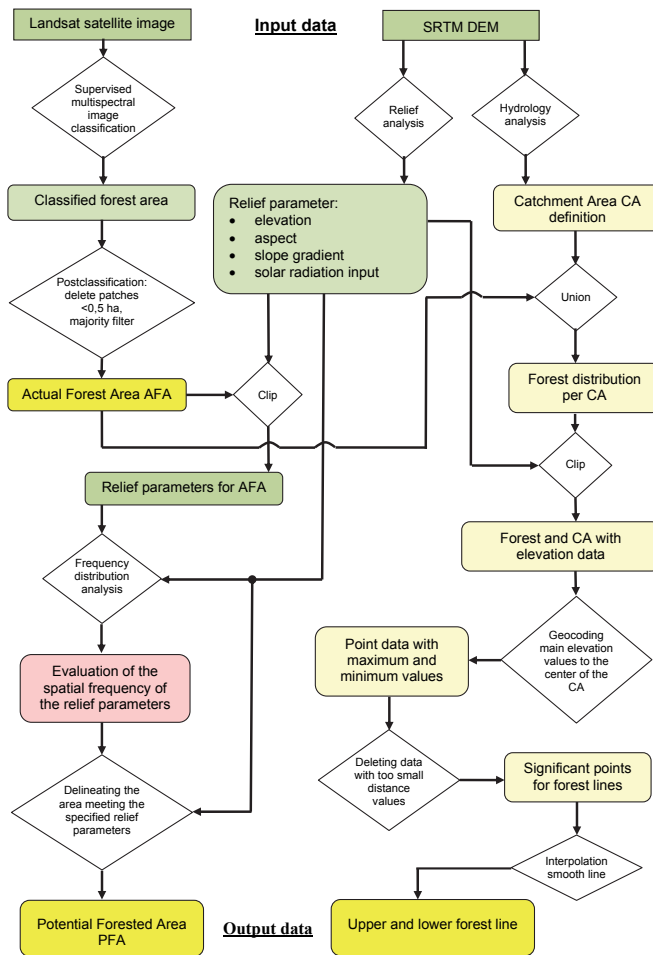 Landsat satellite image
Input data
SRTM DEM
Supervised
multispectral
image
classification
Relief
analysis
Hydrology
analysis
Classified forest area
Relief parameter:
• elevation
• aspect
• slope gradient
• solar radiation input
Catchment Area CA
definition
Postclassification:
delete patches
<0,5 ha,
majority filter
Union
Actual Forest Area AFA
Clip
Forest distribution
per CA
Clip
Relief parameters for AFA
Forest and CA with
elevation data
Frequency
distribution
analysis
Geocoding
main elevation
values to the
center of the
CA
Point data with
maximum and
minimum values
Evaluation of the
spatial frequency of
the relief parameters
Deleting data
with too small
distance
values
Significant points
for forest lines
Delineating the
area meeting the
specified relief
parameters
Interpolation
smooth line
Potential Forested Area
PFA
Output data
Upper and lower forest line